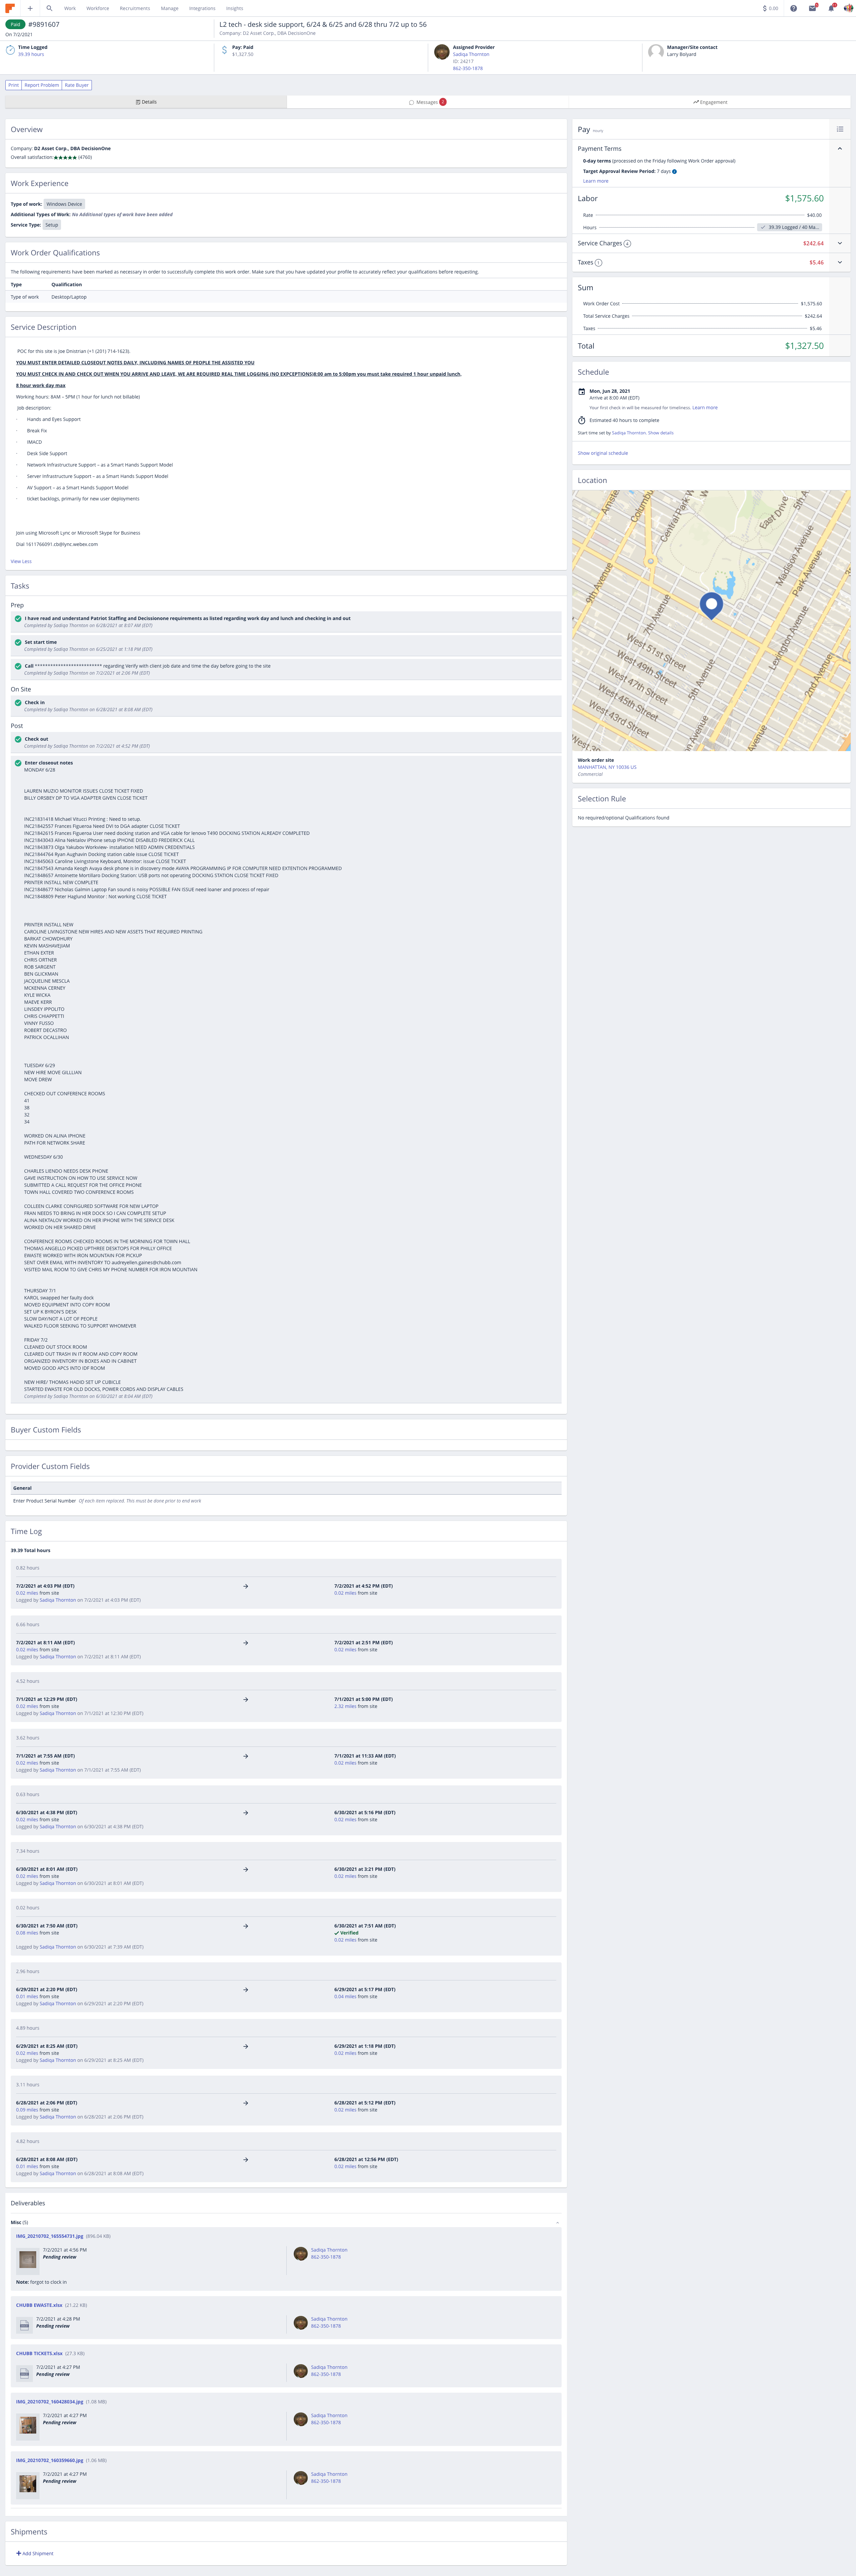 Work
Workforce
Recruitments
Manage
Integrations
Insights
0.00
Paid #9891607
On 7/2/2021
L2 tech - desk side support, 6/24 & 6/25 and 6/28 thru 7/2 up to 56
Company: D2 Asset Corp., DBA DecisionOne
Time Logged
39.39 hours
Pay: Paid
$1,327.50
Assigned Provider
Sadiqa Thornton
ID: 24217
862-350-1878
Manager/Site contact
Larry Bolyard
Print
Report Problem
Rate Buyer
Details
Messages 2
Engagement
Overview
Company: D2 Asset Corp., DBA DecisionOne
Overall satisfaction: ★★★★★ (4760)
Work Experience
Type of work: Windows Device
Additional Types of Work: No Additional types of work have been added
Service Type: Setup
Work Order Qualifications
The following requirements have been marked as necessary in order to successfully complete this work order. Make sure that you have updated your profile to accurately reflect your qualifications before requesting.
Type Qualification
Type of work Desktop/Laptop
Service Description
POC for this site is Joe Dnistrian (+1 (201) 714-1623).
YOU MUST ENTER DETAILED CLOSEOUT NOTES DAILY, INCLUDING NAMES OF PEOPLE THE ASSISTED YOU
YOU MUST CHECK IN AND CHECK OUT WHEN YOU ARRIVE AND LEAVE, WE ARE REQUIRED REAL TIME LOGGING (NO EXPCEPTIONS)8:00 am to 5:00pm you must take required 1 hour unpaid lunch.
8 hour work day max
Working hours: 8AM – 5PM (1 hour for lunch not billable)
Job description:
· Hands and Eyes Support
· Break Fix
· IMACD
· Desk Side Support
· Network Infrastructure Support – as a Smart Hands Support Model
· Server Infrastructure Support – as a Smart Hands Support Model
· AV Support – as a Smart Hands Support Model
· ticket backlogs, primarily for new user deployments
Join using Microsoft Lync or Microsoft Skype for Business
Dial 1611766091.cb@lync.webex.com
View Less
Tasks
Prep
I have read and understand Patriot Staffing and Decissionone requirements as listed regarding work day and lunch and checking in and out
Completed by Sadiqa Thornton on 6/28/2021 at 8:07 AM (EDT)
Set start time
Completed by Sadiqa Thornton on 6/25/2021 at 1:18 PM (EDT)
Call ************************** regarding Verify with client job date and time the day before going to the site
Completed by Sadiqa Thornton on 7/2/2021 at 2:06 PM (EDT)
On Site
Check in
Completed by Sadiqa Thornton on 6/28/2021 at 8:08 AM (EDT)
Post
Check out
Completed by Sadiqa Thornton on 7/2/2021 at 4:52 PM (EDT)
Enter closeout notes
MONDAY 6/28
LAUREN MUZIO MONITOR ISSUES CLOSE TICKET FIXED
BILLY ORSBEY DP TO VGA ADAPTER GIVEN CLOSE TICKET
INC21831418 Michael Vitucci Printing : Need to setup.
INC21842557 Frances Figueroa Need DVI to DGA adapter CLOSE TICKET
INC21842615 Frances Figueroa User need docking station and VGA cable for lenovo T490 DOCKING STATION ALREADY COMPLETED
INC21843043 Alina Nektalov iPhone setup IPHONE DISABLED FREDERICK CALL
INC21843873 Olga Yakubov Workview- installation NEED ADMIN CREDENTIALS
INC21844764 Ryan Aughavin Docking station cable issue CLOSE TICKET
INC21845063 Caroline Livingstone Keyboard, Monitor: issue CLOSE TICKET
INC21847543 Amanda Keogh Avaya desk phone is in discovery mode AVAYA PROGRAMMING IP FOR COMPUTER NEED EXTENTION PROGRAMMED
INC21848657 Antoinette Mortillaro Docking Station: USB ports not operating DOCKING STATION CLOSE TICKET FIXED
PRINTER INSTALL NEW COMPLETE
INC21848677 Nicholas Galmin Laptop Fan sound is noisy POSSIBLE FAN ISSUE need loaner and process of repair
INC21848809 Peter Haglund Monitor : Not working CLOSE TICKET
PRINTER INSTALL NEW
CAROLINE LIVINGSTONE NEW HIRES AND NEW ASSETS THAT REQUIRED PRINTING
BARKAT CHOWDHURY
KEVIN MASHAVEJIAM
ETHAN EXTER
CHRIS ORTNER
ROB SARGENT
BEN GLICKMAN
JACQUELINE MESCLA
MCKENNA CERNEY
KYLE WICKA
MAEVE KERR
LINSDEY IPPOLITO
CHRIS CHIAPPETTI
VINNY FUSSO
ROBERT DECASTRO
PATRICK OCALLIHAN
TUESDAY 6/29
NEW HIRE MOVE GILLLIAN
MOVE DREW
CHECKED OUT CONFERENCE ROOMS
41
38
32
34
WORKED ON ALINA IPHONE
PATH FOR NETWORK SHARE
WEDNESDAY 6/30
CHARLES LIENDO NEEDS DESK PHONE
GAVE INSTRUCTION ON HOW TO USE SERVICE NOW
SUBMITTED A CALL REQUEST FOR THE OFFICE PHONE
TOWN HALL COVERED TWO CONFERENCE ROOMS
COLLEEN CLARKE CONFIGURED SOFTWARE FOR NEW LAPTOP
FRAN NEEDS TO BRING IN HER DOCK SO I CAN COMPLETE SETUP
ALINA NEKTALOV WORKED ON HER IPHONE WITH THE SERVICE DESK
WORKED ON HER SHARED DRIVE
CONFERENCE ROOMS CHECKED ROOMS IN THE MORNING FOR TOWN HALL
THOMAS ANGELLO PICKED UPTHREE DESKTOPS FOR PHILLY OFFICE
EWASTE WORKED WITH IRON MOUNTAIN FOR PICKUP
SENT OVER EMAIL WITH INVENTORY TO audreyellen.gaines@chubb.com
VISITED MAIL ROOM TO GIVE CHRIS MY PHONE NUMBER FOR IRON MOUNTIAN
THURSDAY 7/1
KAROL swapped her faulty dock
MOVED EQUIPMENT INTO COPY ROOM
SET UP K BYRON'S DESK
SLOW DAY/NOT A LOT OF PEOPLE
WALKED FLOOR SEEKING TO SUPPORT WHOMEVER
FRIDAY 7/2
CLEANED OUT STOCK ROOM
CLEARED OUT TRASH IN IT ROOM AND COPY ROOM
ORGANIZED INVENTORY IN BOXES AND IN CABINET
MOVED GOOD APCS INTO IDF ROOM
NEW HIRE/ THOMAS HADID SET UP CUBICLE
STARTED EWASTE FOR OLD DOCKS, POWER CORDS AND DISPLAY CABLES
Completed by Sadiqa Thornton on 6/30/2021 at 9:04 AM (EDT)
Buyer Custom Fields
Provider Custom Fields
General
Enter Product Serial Number Of each item replaced. This must be done prior to end work
Time Log
39.39 Total hours
0.82 hours
7/2/2021 at 4:03 PM (EDT) → 7/2/2021 at 4:52 PM (EDT)
0.02 miles from site 0.02 miles from site
Logged by Sadiqa Thornton on 7/2/2021 at 4:03 PM (EDT)
6.66 hours
7/2/2021 at 8:11 AM (EDT) → 7/2/2021 at 2:51 PM (EDT)
0.02 miles from site 0.02 miles from site
Logged by Sadiqa Thornton on 7/2/2021 at 8:11 AM (EDT)
4.52 hours
7/1/2021 at 12:29 PM (EDT) → 7/1/2021 at 5:00 PM (EDT)
0.02 miles from site 2.32 miles from site
Logged by Sadiqa Thornton on 7/1/2021 at 12:30 PM (EDT)
3.62 hours
7/1/2021 at 7:55 AM (EDT) → 7/1/2021 at 11:33 AM (EDT)
0.02 miles from site 0.02 miles from site
Logged by Sadiqa Thornton on 7/1/2021 at 7:55 AM (EDT)
0.63 hours
6/30/2021 at 4:38 PM (EDT) → 6/30/2021 at 5:16 PM (EDT)
0.02 miles from site 0.02 miles from site
Logged by Sadiqa Thornton on 6/30/2021 at 4:38 PM (EDT)
7.34 hours
6/30/2021 at 8:01 AM (EDT) → 6/30/2021 at 3:21 PM (EDT)
0.02 miles from site 0.02 miles from site
Logged by Sadiqa Thornton on 6/30/2021 at 8:01 AM (EDT)
0.02 hours
6/30/2021 at 7:50 AM (EDT) → 6/30/2021 at 7:51 AM (EDT)
0.08 miles from site ✓ Verified
0.02 miles from site
Logged by Sadiqa Thornton on 6/30/2021 at 7:39 AM (EDT)
2.96 hours
6/29/2021 at 2:20 PM (EDT) → 6/29/2021 at 5:17 PM (EDT)
0.01 miles from site 0.04 miles from site
Logged by Sadiqa Thornton on 6/29/2021 at 2:20 PM (EDT)
4.89 hours
6/29/2021 at 8:25 AM (EDT) → 6/29/2021 at 1:18 PM (EDT)
0.02 miles from site 0.02 miles from site
Logged by Sadiqa Thornton on 6/29/2021 at 8:25 AM (EDT)
3.11 hours
6/28/2021 at 2:06 PM (EDT) → 6/28/2021 at 5:12 PM (EDT)
0.09 miles from site 0.02 miles from site
Logged by Sadiqa Thornton on 6/28/2021 at 2:06 PM (EDT)
4.82 hours
6/28/2021 at 8:08 AM (EDT) → 6/28/2021 at 12:56 PM (EDT)
0.01 miles from site 0.02 miles from site
Logged by Sadiqa Thornton on 6/28/2021 at 8:08 AM (EDT)
Deliverables
Misc (5)
IMG_20210702_165554731.jpg (896.04 KB)
7/2/2021 at 4:56 PM
Pending review
Sadiqa Thornton
862-350-1878
Note: forgot to clock in
CHUBB EWASTE.xlsx (21.22 KB)
7/2/2021 at 4:28 PM
Pending review
Sadiqa Thornton
862-350-1878
CHUBB TICKETS.xlsx (27.3 KB)
7/2/2021 at 4:27 PM
Pending review
Sadiqa Thornton
862-350-1878
IMG_20210702_160428034.jpg (1.08 MB)
7/2/2021 at 4:27 PM
Pending review
Sadiqa Thornton
862-350-1878
IMG_20210702_160359660.jpg (1.06 MB)
7/2/2021 at 4:27 PM
Pending review
Sadiqa Thornton
862-350-1878
Shipments
+ Add Shipment
Pay Hourly
Payment Terms
0-day terms (processed on the Friday following Work Order approval)
Target Approval Review Period: 7 days
Learn more
Labor $1,575.60
Rate $40.00
Hours 39.39 Logged / 40 Ma...
Service Charges 4 $242.64
Taxes 1 $5.46
Sum
Work Order Cost $1,575.60
Total Service Charges $242.64
Taxes $5.46
Total $1,327.50
Schedule
Mon, Jun 28, 2021
Arrive at 8:00 AM (EDT)
Your first check in will be measured for timeliness. Learn more
Estimated 40 hours to complete
Start time set by Sadiqa Thornton. Show details
Show original schedule
Location
Columbu
Central Park W
East Drive
5th Av
Madison Avenue
Park Avenue
9th Avenue
7th Avenue
Lexington Avenue
5th Avenue
2nd Ave
West 51st Street
West 49th Street
West 47th Street
West 45th Street
West 43rd Street
Work order site
MANHATTAN, NY 10036 US
Commercial
Selection Rule
No required/optional Qualifications found